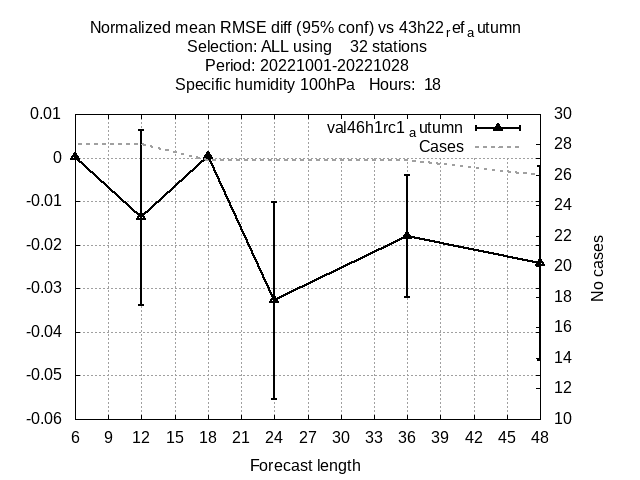 Normalized mean RMSE diff (95% conf) vs 43h22refautumn
Selection: ALL using 32 stations
Period: 20221001-20221028
Specific humidity 100hPa Hours: 18
val46h1rc1autumn
Cases
0.01
0
-0.01
-0.02
-0.03
-0.04
-0.05
-0.06
30
28
26
24
22
20
18
16
14
12
10
No cases
6 9 12 15 18 21 24 27 30 33 36 39 42 45 48
Forecast length